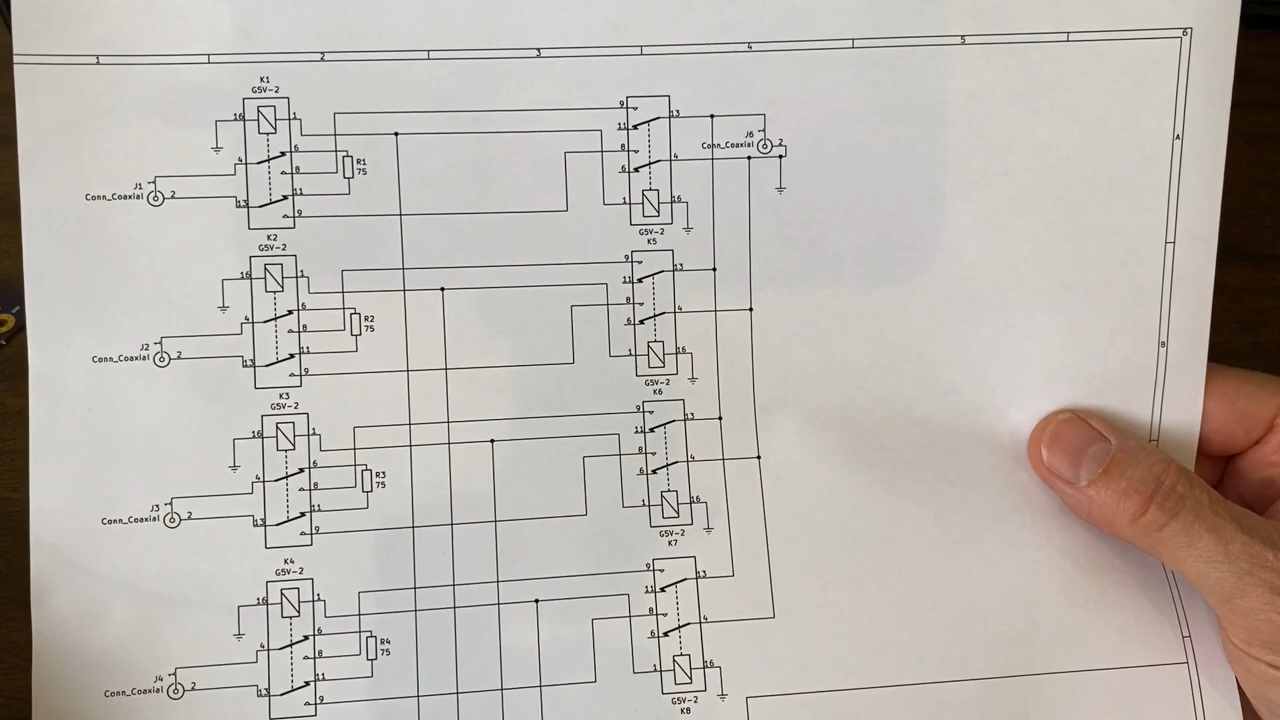 1 2 3 4 5 6
A
B
K1
G5V-2
16 1
6
4
8
R1
75
11
13
9
J1
Conn_Coaxial 2
9
13
11
8
4
6
1 16
G5V-2
K5
J6
Conn_Coaxial 2
K2
G5V-2
16 1
6
4
8
R2
75
11
13
9
J2
Conn_Coaxial 2
9
13
11
8
4
6
1 16
G5V-2
K6
K3
G5V-2
16 1
6
4
8
R3
75
11
13
9
J3
Conn_Coaxial 2
9
13
11
8
4
6
1 16
G5V-2
K7
K4
G5V-2
16 1
6
4
8
R4
75
11
13
9
J4
Conn_Coaxial 2
9
13
11
8
4
6
1 16
G5V-2
K8